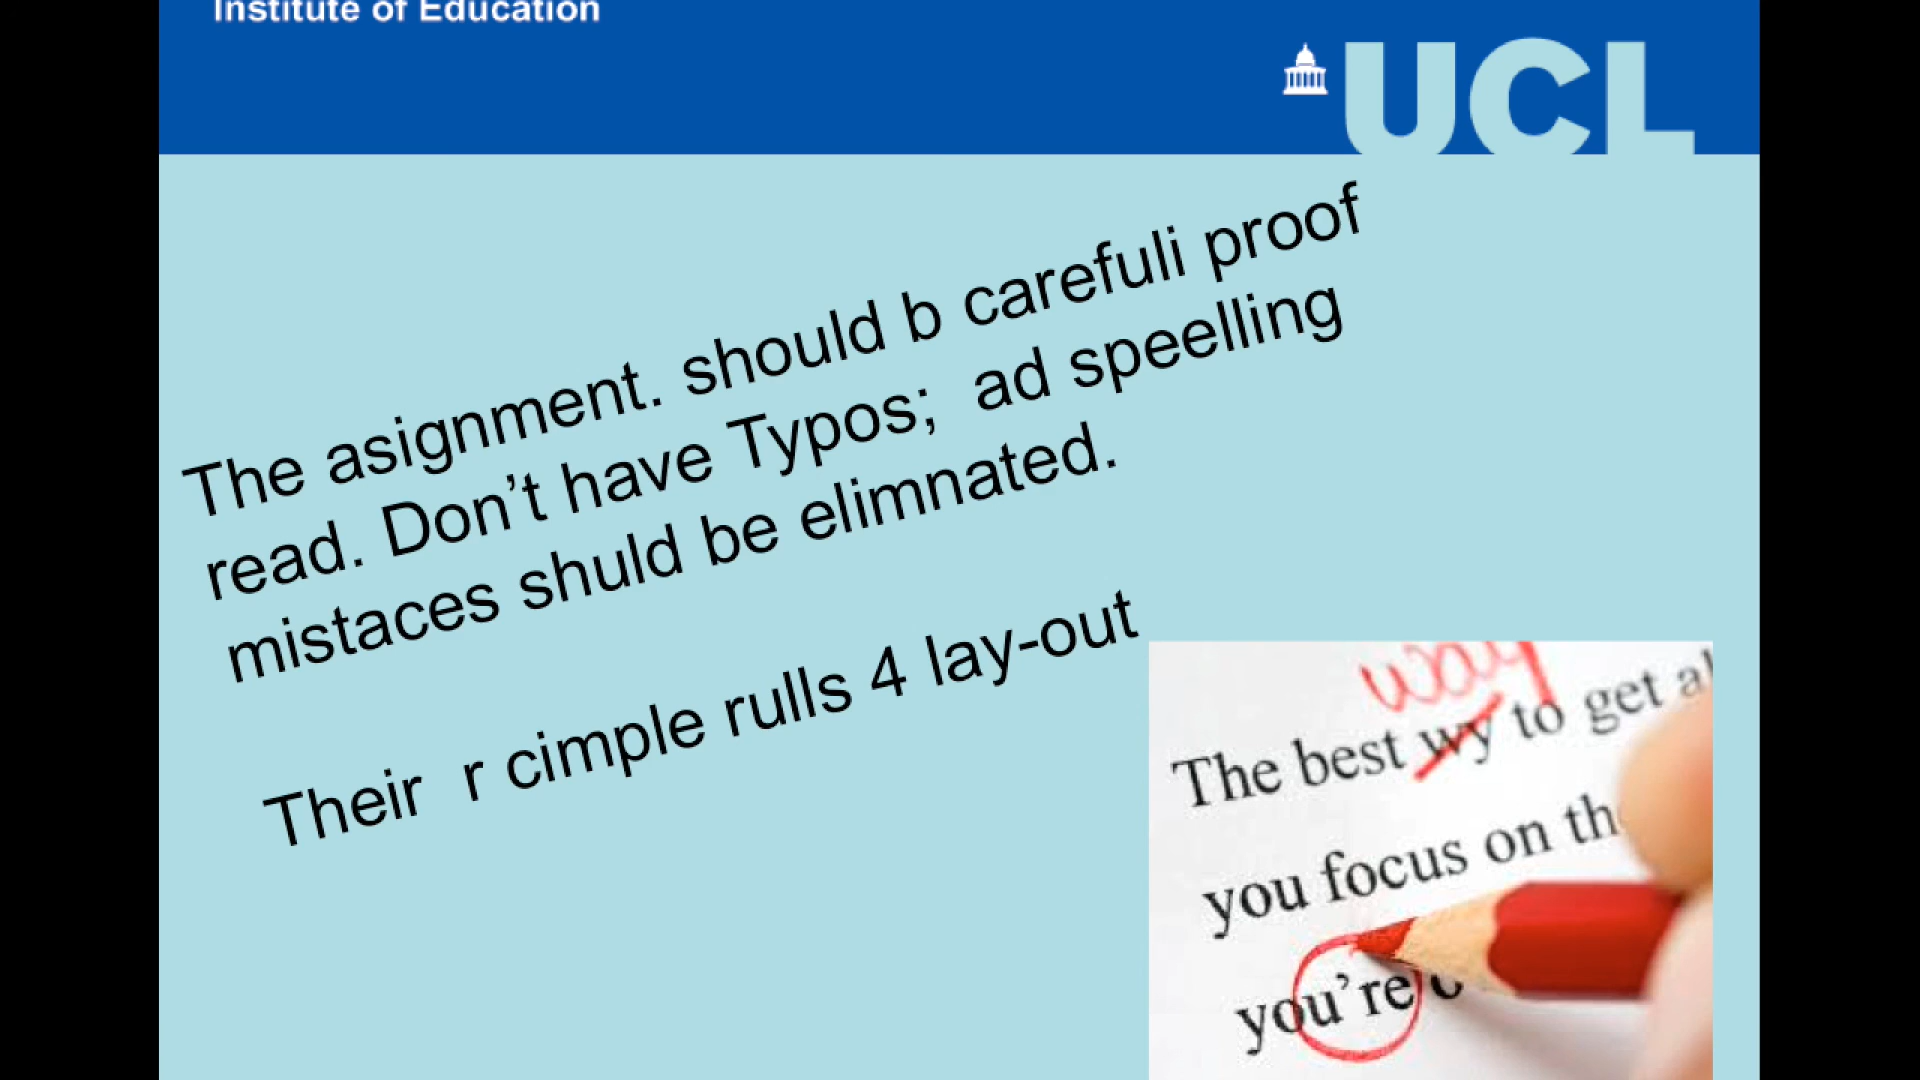 Institute of Education
UCL
The asignment. should b carefuli proof
read. Don’t have Typos;  ad speelling
mistaces shuld be elimnated.
Their  r cimple rulls 4 lay-out
way
The best wy to get
you focus on
you’re